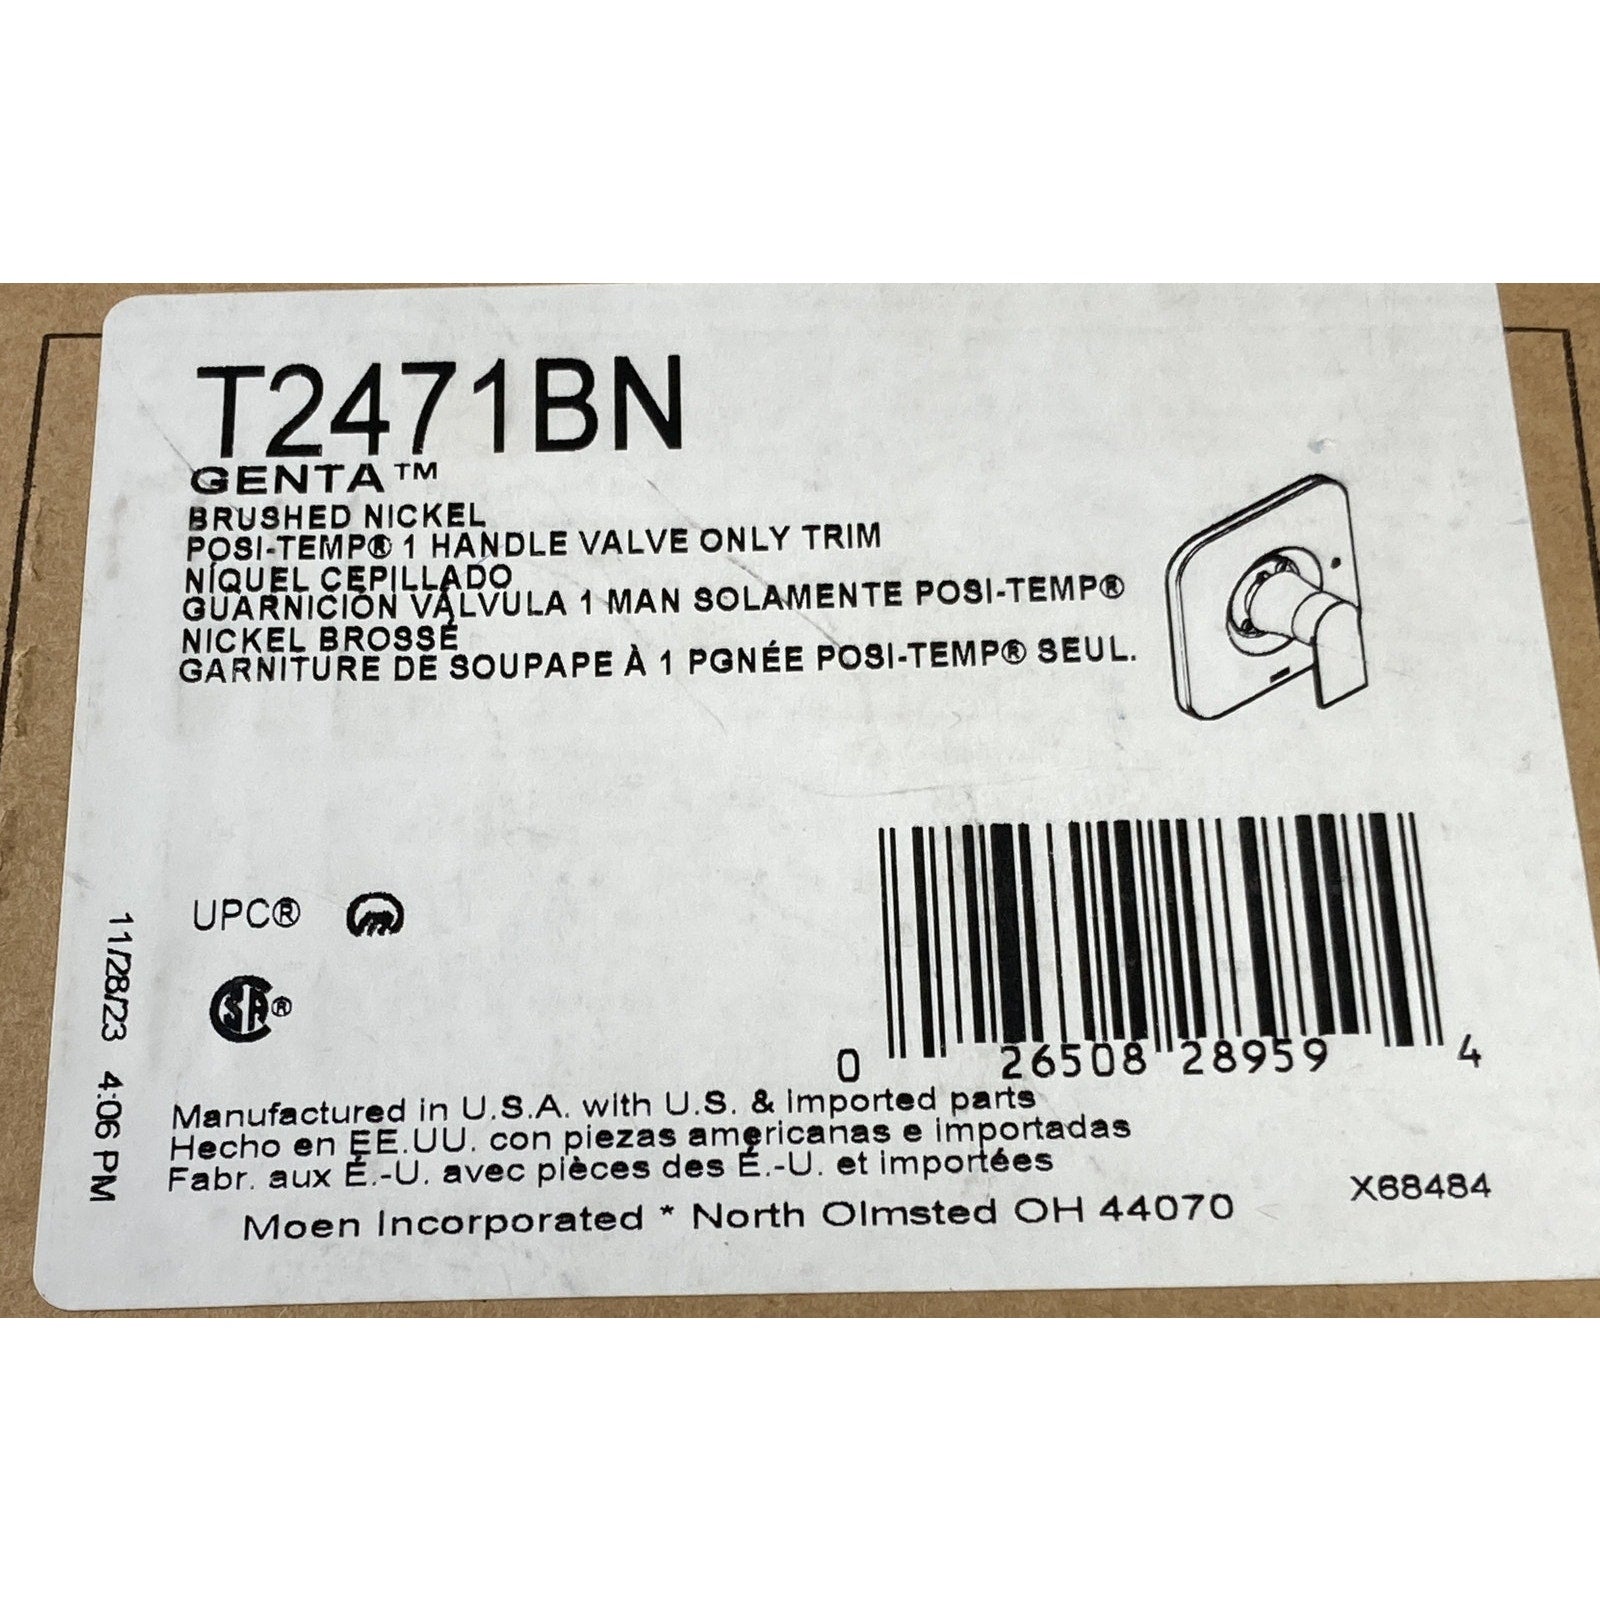 T2471BN
GENTA™
BRUSHED NICKEL
POSI-TEMP® 1 HANDLE VALVE ONLY TRIM
NÍQUEL CEPILLADO
GUARNICIÓN VÁLVULA 1 MAN SOLAMENTE POSI-TEMP®
NICKEL BROSSÉ
GARNITURE DE SOUPAPE À 1 PGNÉE POSI-TEMP® SEUL.
UPC®
SA®
11/28/23 4:06 PM
0 26508 28959 4
Manufactured in U.S.A. with U.S. & imported parts
Hecho en EE.UU. con piezas americanas e importadas
Fabr. aux É.-U. avec pièces des É.-U. et importées
X68484
Moen Incorporated * North Olmsted OH 44070